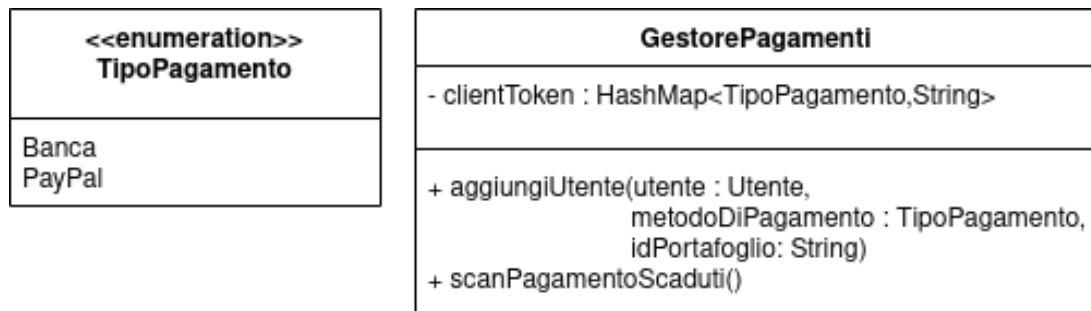 <<enumeration>>
TipoPagamento
Banca
PayPal
GestorePagamenti
- clientToken : HashMap<TipoPagamento,String>
+ aggiungiUtente(utente : Utente,
metodoDiPagamento : TipoPagamento,
idPortafoglio: String)
+ scanPagamentoScaduti()